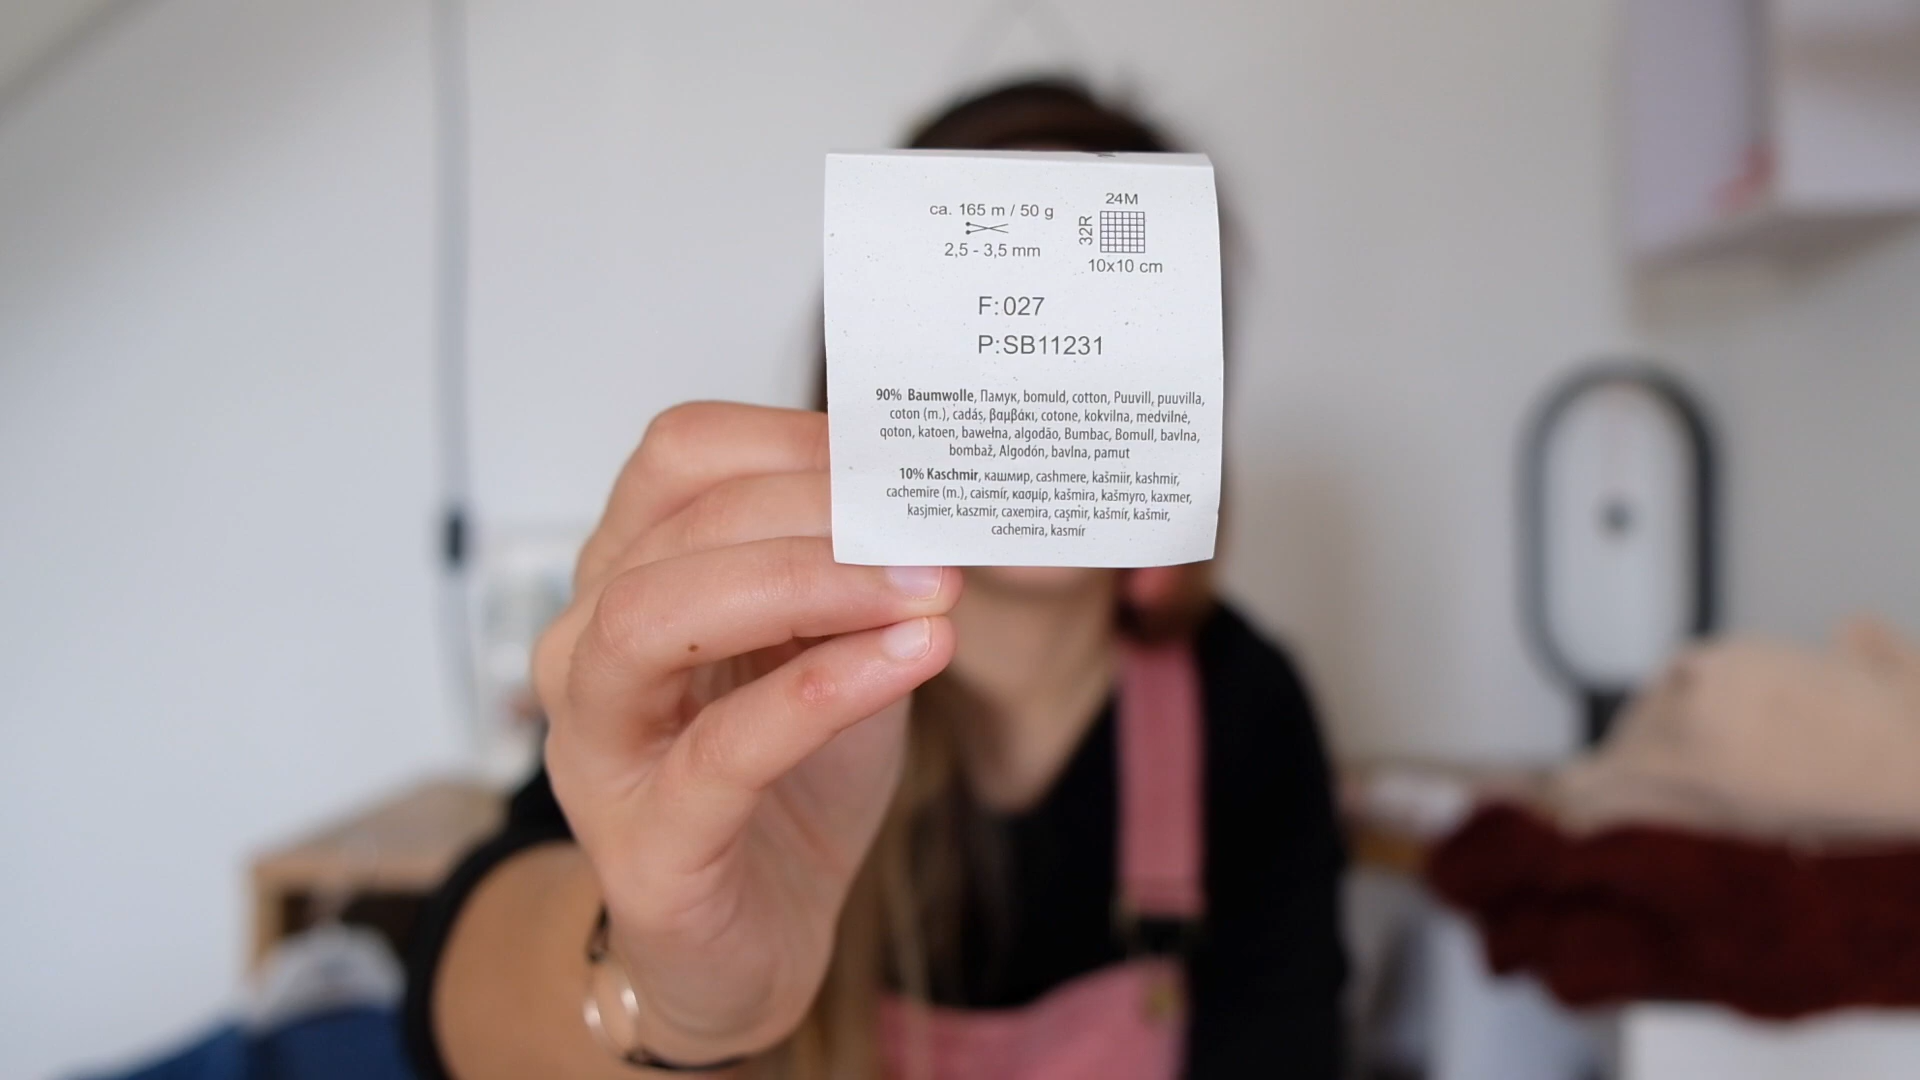 ca. 165 m / 50 g
2,5 - 3,5 mm
24M
32R
10x10 cm
F:027
P:SB11231
90% Baumwolle, Памук, bomuld, cotton, Puuvill, puuvilla,
coton (m.), cadás, βαμβάκι, cotone, kokvilna, medvilnė,
qoton, katoen, bawełna, algodão, Bumbac, Bomull, bavlna,
bombaž, Algodón, bavlna, pamut
10% Kaschmir, кашмир, cashmere, kašmiir, kashmir,
cachemire (m.), caismír, κασμίρ, kašmira, kašmyro, kaxmer,
kasjmier, kaszmir, caxemira, cașmir, kašmír, kašmir,
cachemira, kasmír